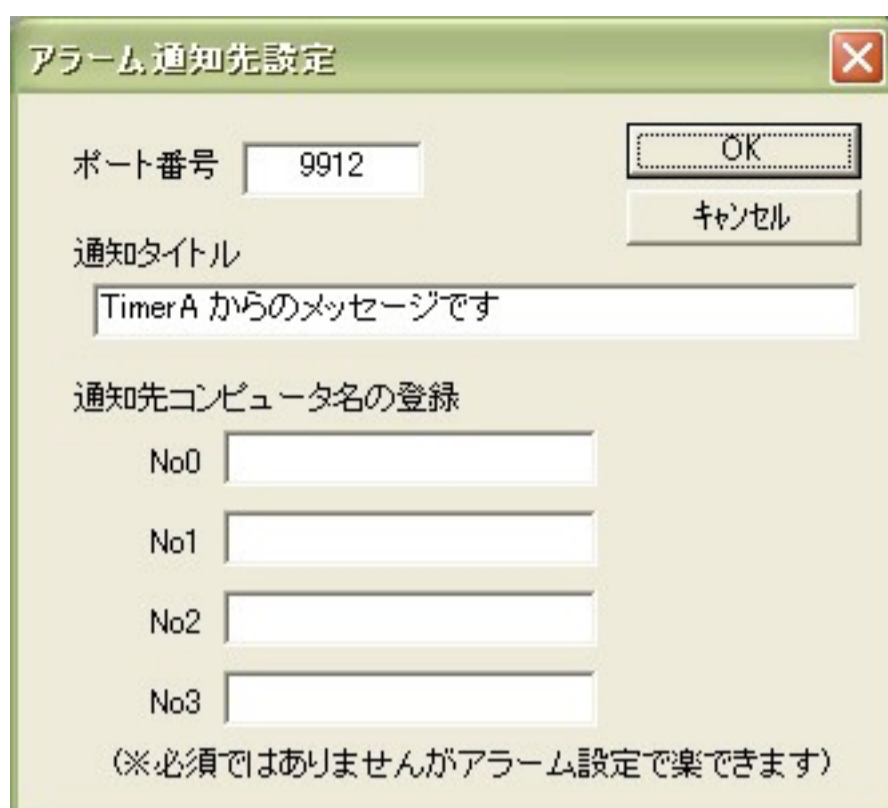 アラーム通知先設定
ポート番号 9912 OK
キャンセル
通知タイトル
TimerA からのメッセージです
通知先コンピュータ名の登録
No0
No1
No2
No3
(※必須ではありませんがアラーム設定で楽できます)